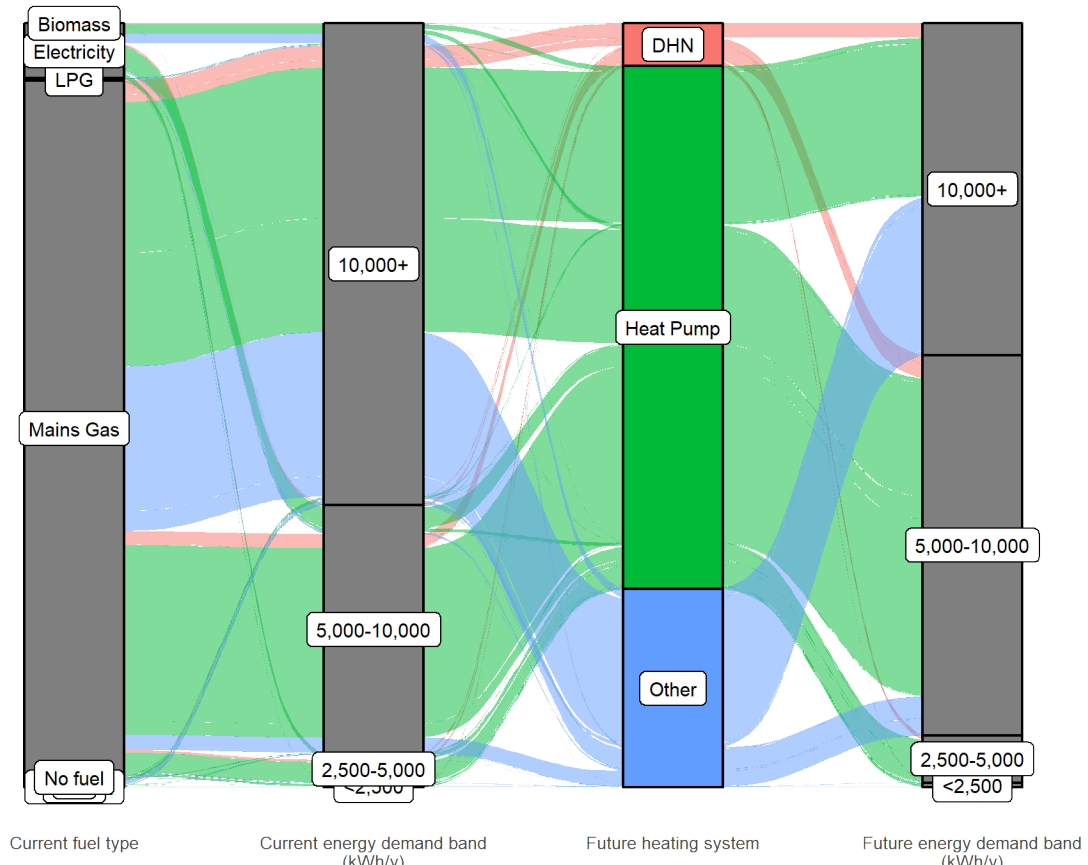 Biomass
Electricity
LPG
Mains Gas
No fuel
10,000+
5,000-10,000
2,500-5,000
<2,500
DHN
Heat Pump
Other
10,000+
5,000-10,000
2,500-5,000
<2,500
Current fuel type
Current energy demand band
(kWh/y)
Future heating system
Future energy demand band
(kWh/y)